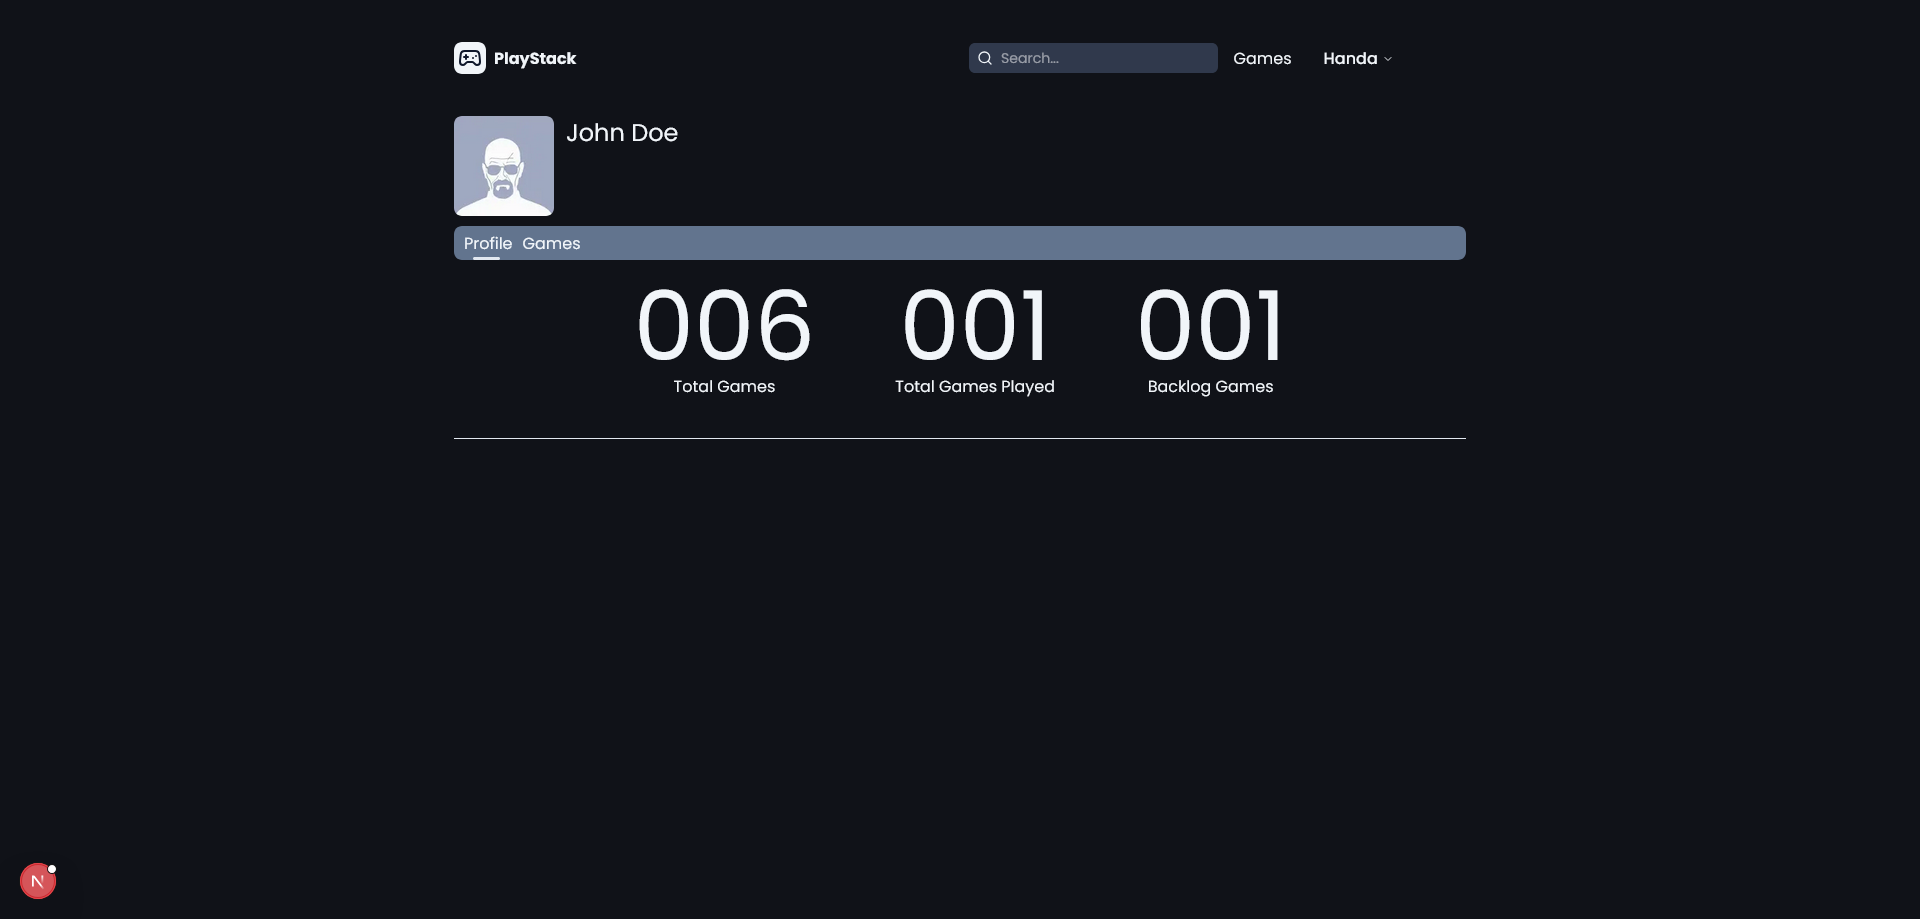 PlayStack
Search...
Games
Handa
John Doe
Profile Games
006
Total Games
001
Total Games Played
001
Backlog Games
N